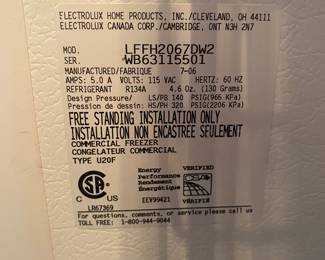 ELECTROLUX HOME PRODUCTS, INC./CLEVELAND, OH 44111
ELECTROLUX CANADA CORP./CAMBRIDGE, ONT N3H 2N7
MOD. LFFH2067DW2
SER. WB63115501
MANUFACTURED/FABRIQUE 7-06
AMPS: 5.0 A VOLTS: 115 VAC HERTZ: 60 HZ
REFRIGERANT R134A 4.6 Oz. (130 Grams)
Design Pressure/ LS/PB 140 PSIG(965 KPa)
Pression de dessin: HS/PH 320 PSIG(2206 KPa)
FREE STANDING INSTALLATION ONLY
INSTALLATION NON ENCASTREE SEULEMENT
COMMERCIAL FREEZER
CONGELATEUR COMMERCIAL
TYPE U20F
C US
LR67369
Energy
Performance
Rendement
Énergétique
EEV99421
VERIFIED
VÉRIFIÉ
For questions, comments, or service, please call
TOLL FREE: 1-800-944-9044